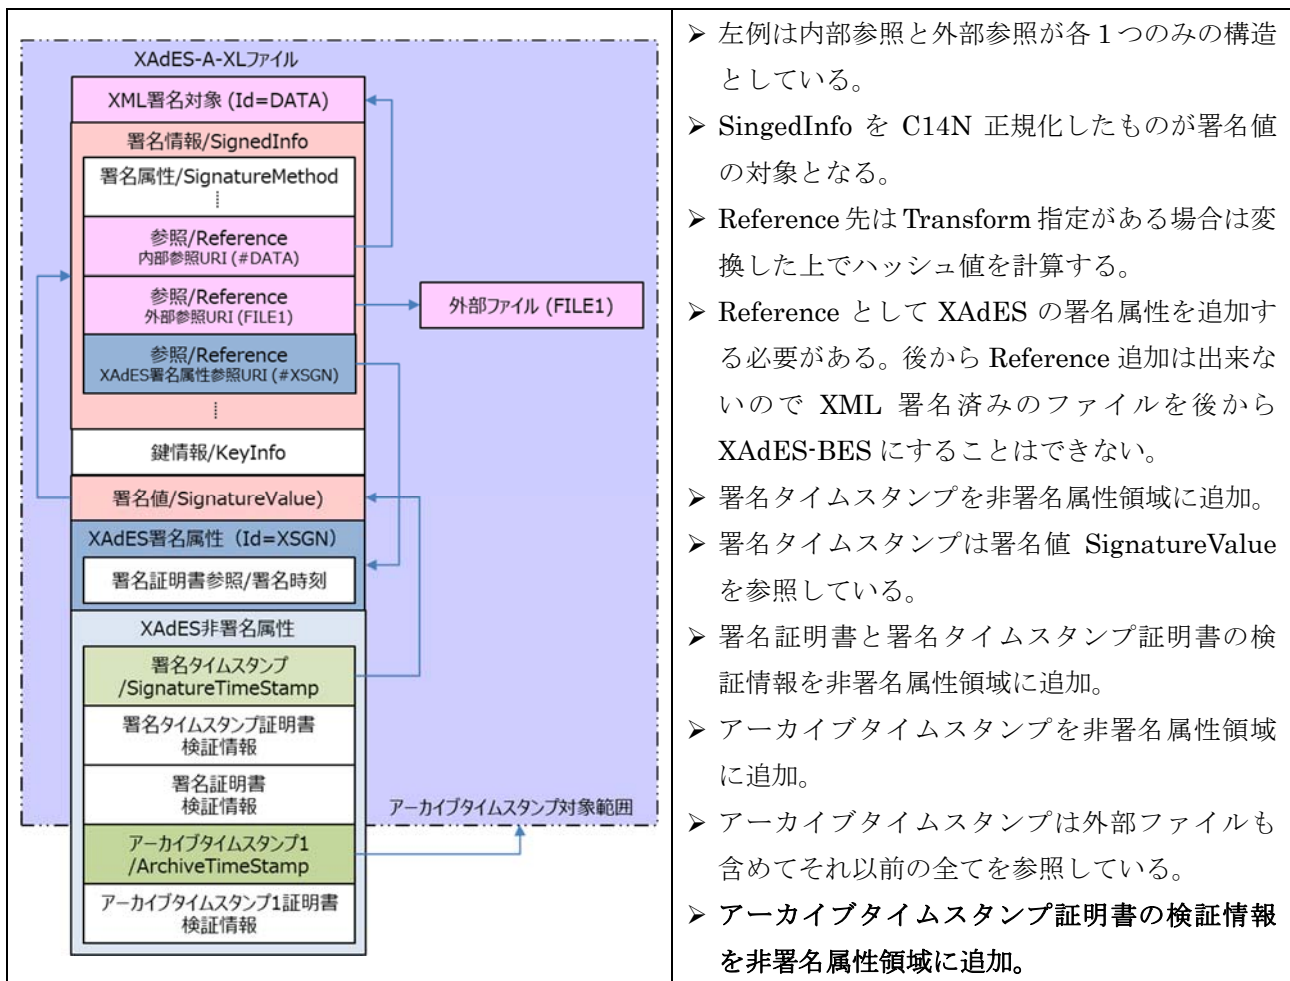 XAdES-A-XLファイル
XML署名対象 (Id=DATA)
署名情報/SignedInfo
署名属性/SignatureMethod
参照/Reference
内部参照URI (#DATA)
参照/Reference
外部参照URI (FILE1)
参照/Reference
XAdES署名属性参照URI (#XSGN)
鍵情報/KeyInfo
署名値/SignatureValue)
XAdES署名属性（Id=XSGN）
署名証明書参照/署名時刻
XAdES非署名属性
署名タイムスタンプ
/SignatureTimeStamp
署名タイムスタンプ証明書
検証情報
署名証明書
検証情報
アーカイブタイムスタンプ1
/ArchiveTimeStamp
アーカイブタイムスタンプ1証明書
検証情報
外部ファイル (FILE1)
アーカイブタイムスタンプ対象範囲
➢ 左例は内部参照と外部参照が各１つのみの構造
としている。
➢ SingedInfo を C14N 正規化したものが署名値
の対象となる。
➢ Reference 先は Transform 指定がある場合は変
換した上でハッシュ値を計算する。
➢ Reference として XAdES の署名属性を追加す
る必要がある。後から Reference 追加は出来な
いので XML 署名済みのファイルを後から
XAdES-BES にすることはできない。
➢ 署名タイムスタンプを非署名属性領域に追加。
➢ 署名タイムスタンプは署名値 SignatureValue
を参照している。
➢ 署名証明書と署名タイムスタンプ証明書の検
証情報を非署名属性領域に追加。
➢ アーカイブタイムスタンプを非署名属性領域
に追加。
➢ アーカイブタイムスタンプは外部ファイルも
含めてそれ以前の全てを参照している。
➢ アーカイブタイムスタンプ証明書の検証情報
を非署名属性領域に追加。